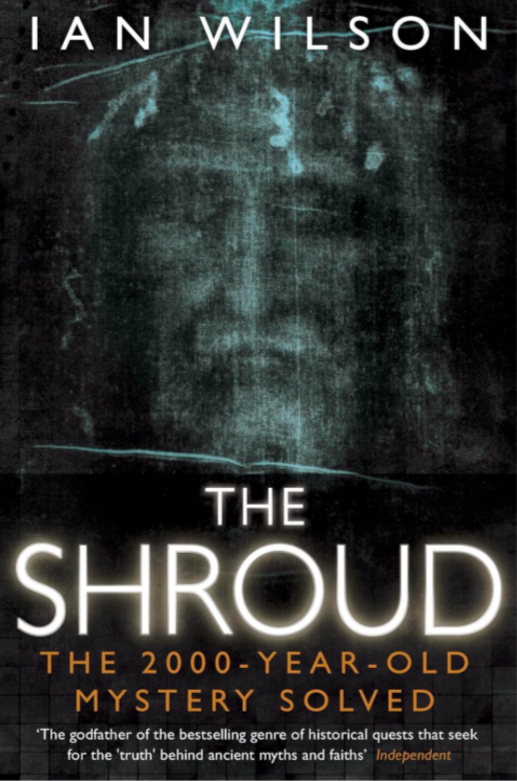 IAN WILSON
THE
SHROUD
THE 2000-YEAR-OLD
MYSTERY SOLVED
'The godfather of the bestselling genre of historical quests that seek
for the 'truth' behind ancient myths and faiths' Independent